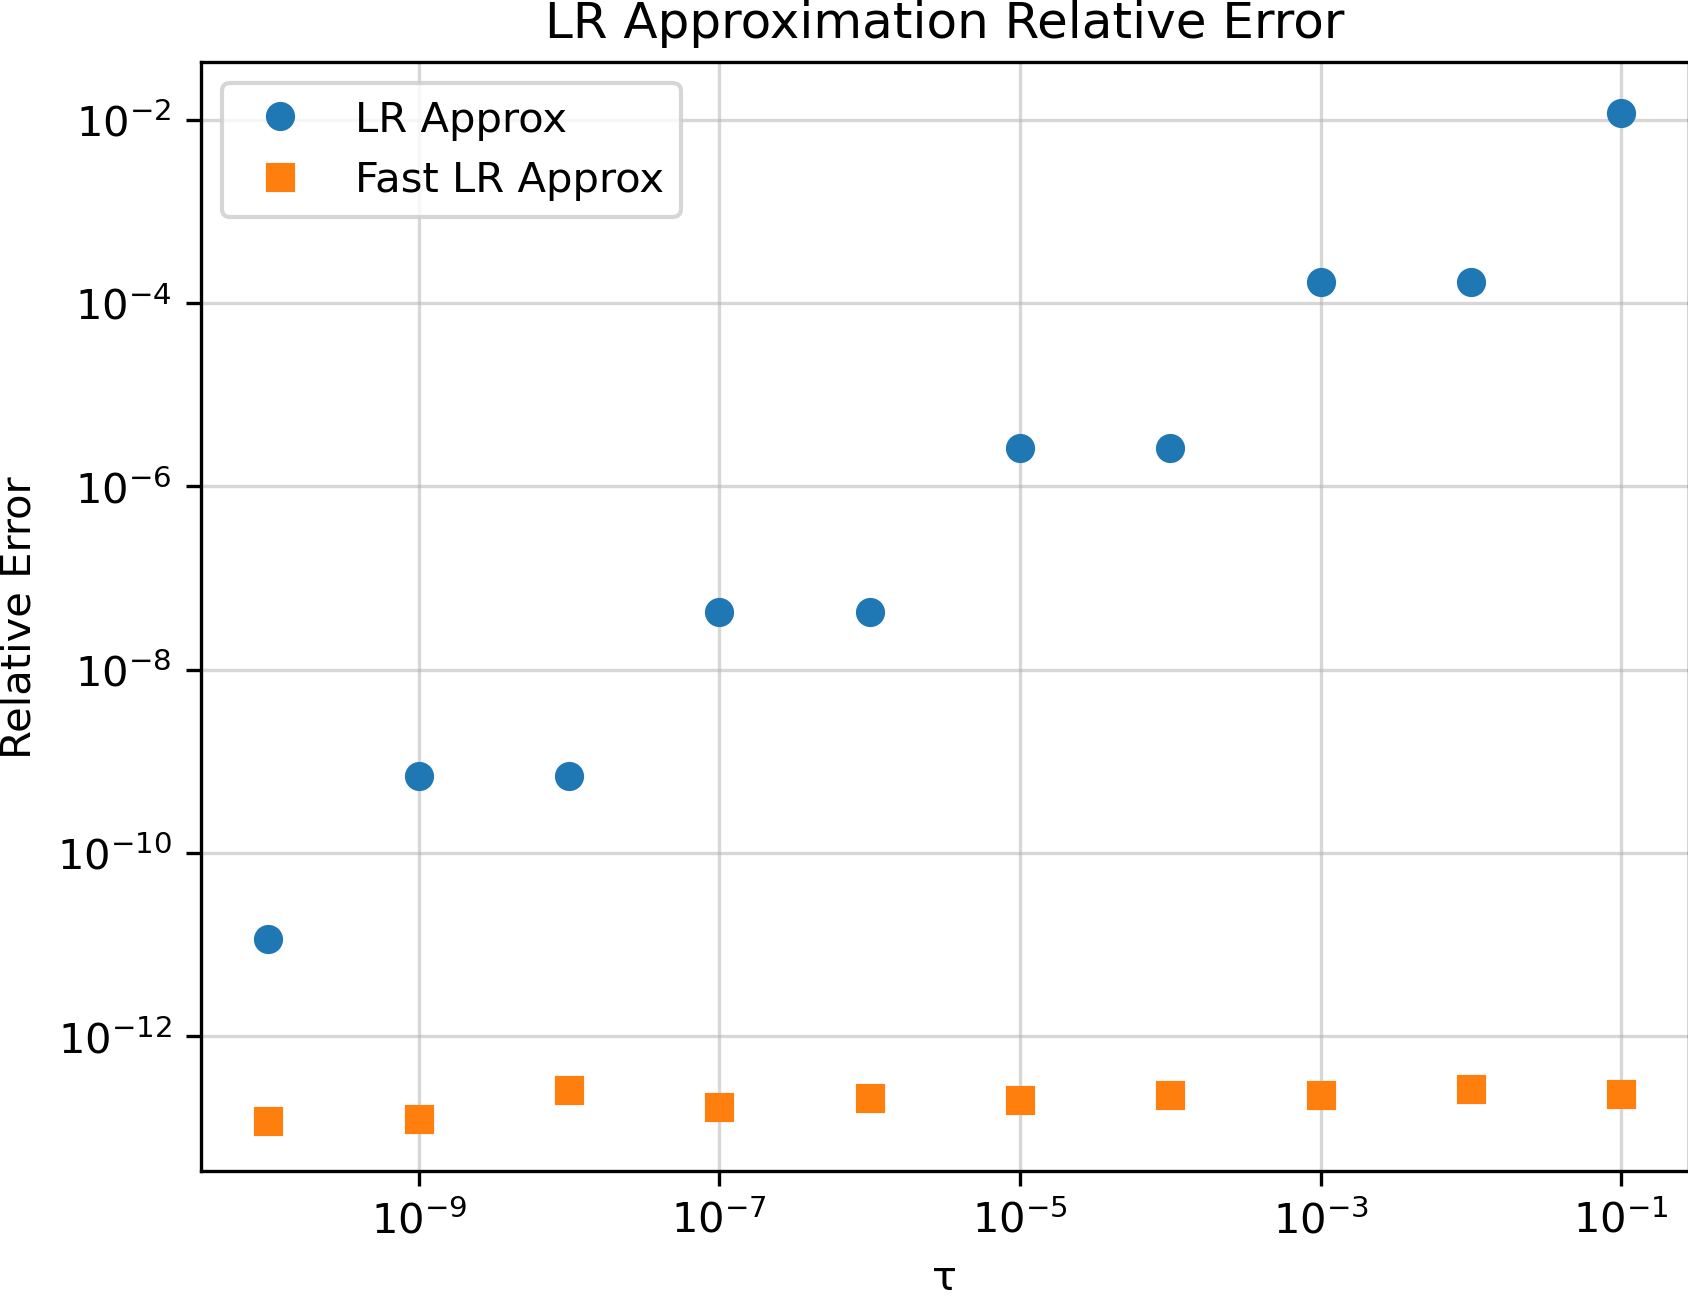 LR Approximation Relative Error
LR Approx
Fast LR Approx
10⁻²
10⁻⁴
10⁻⁶
10⁻⁸
10⁻¹⁰
10⁻¹²
Relative Error
10⁻⁹ 10⁻⁷ 10⁻⁵ 10⁻³ 10⁻¹
τ